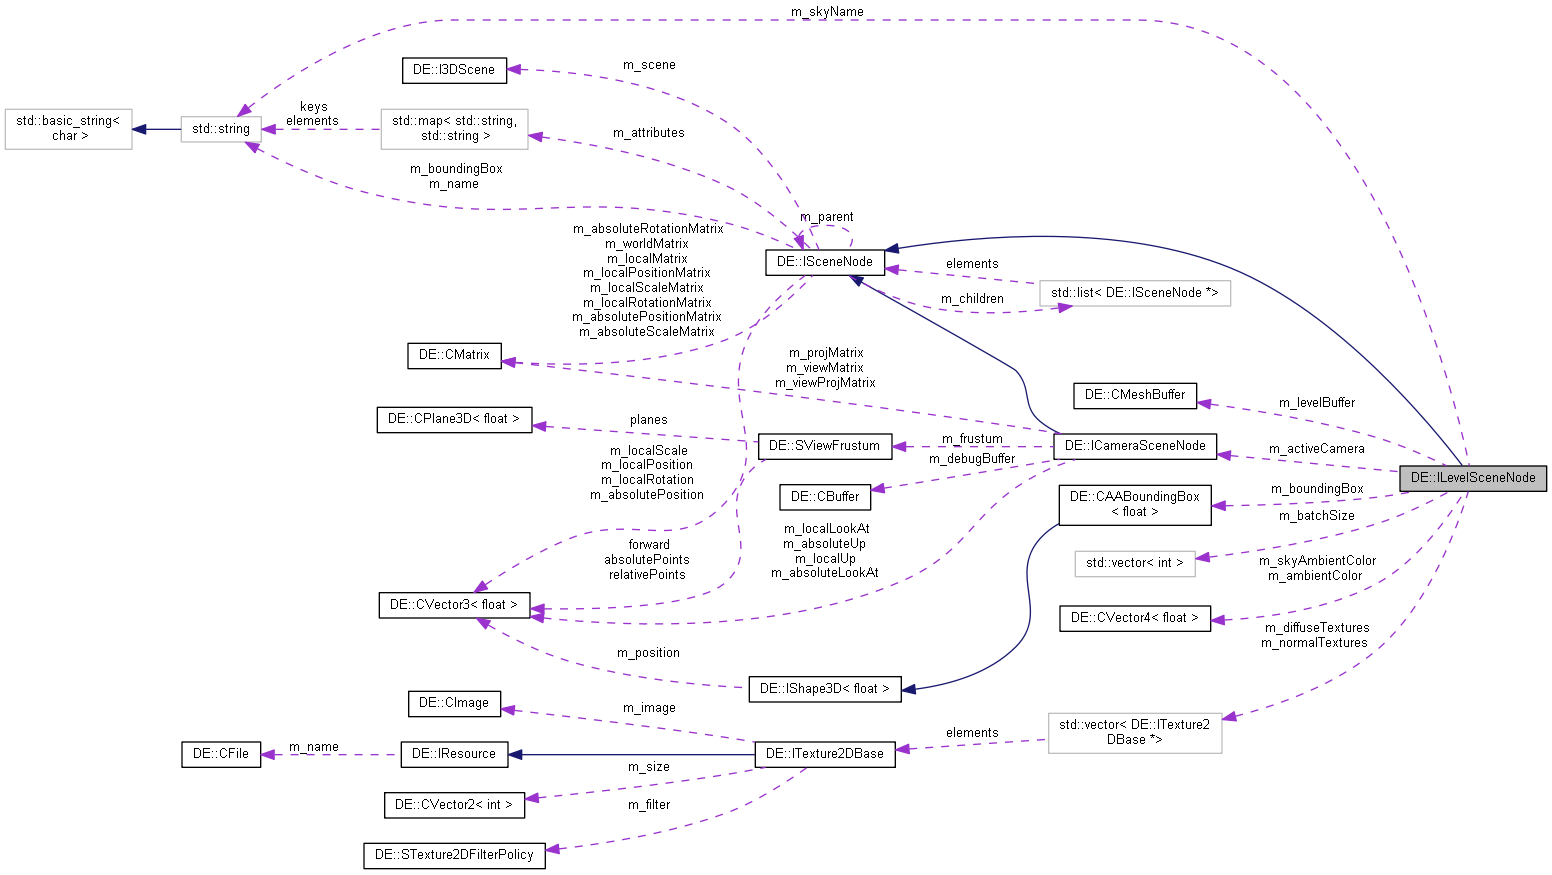 m_skyName
DE::I3DScene
m_scene
std::basic_string<
char >
std::string
keys
elements
std::map< std::string,
std::string >
m_attributes
m_boundingBox
m_name
m_parent
m_absoluteRotationMatrix
m_worldMatrix
m_localMatrix
m_localPositionMatrix
m_localScaleMatrix
m_localRotationMatrix
m_absolutePositionMatrix
m_absoluteScaleMatrix
DE::ISceneNode
elements
std::list< DE::ISceneNode *>
m_children
DE::CMatrix
m_projMatrix
m_viewMatrix
m_viewProjMatrix
DE::CMeshBuffer
m_levelBuffer
DE::CPlane3D< float >
planes
DE::SViewFrustum
m_frustum
m_debugBuffer
DE::ICameraSceneNode
m_activeCamera
DE::ILevelSceneNode
m_localScale
m_localPosition
m_localRotation
m_absolutePosition
DE::CBuffer
DE::CAABoundingBox
< float >
m_boundingBox
m_batchSize
m_localLookAt
m_absoluteUp
m_localUp
m_absoluteLookAt
forward
absolutePoints
relativePoints
std::vector< int >
m_skyAmbientColor
m_ambientColor
DE::CVector3< float >
DE::CVector4< float >
m_diffuseTextures
m_normalTextures
m_position
DE::IShape3D< float >
DE::CImage
m_image
std::vector< DE::ITexture2
DBase *>
elements
DE::CFile
m_name
DE::IResource
DE::ITexture2DBase
m_size
DE::CVector2< int >
m_filter
DE::STexture2DFilterPolicy